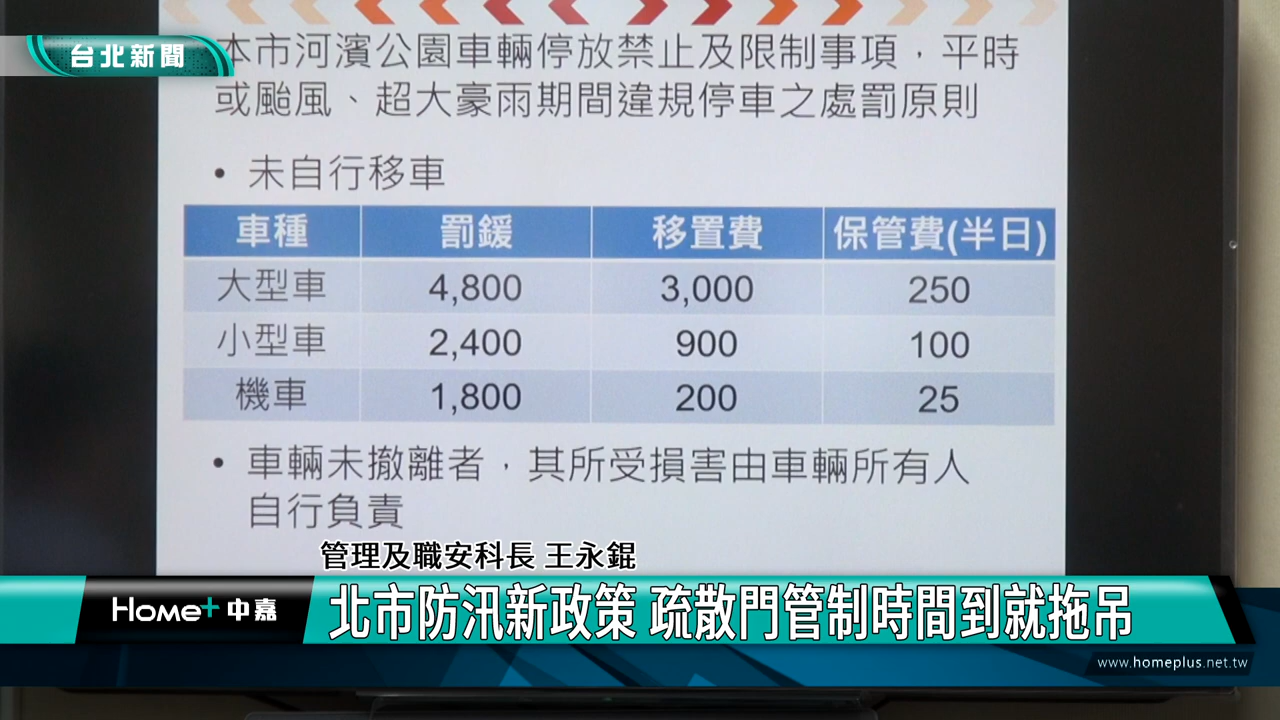 台北新聞
本市河濱公園車輛停放禁止及限制事項，平時
或颱風、超大豪雨期間違規停車之處罰原則
• 未自行移車
車種 罰鍰 移置費 保管費(半日)
大型車 4,800 3,000 250
小型車 2,400 900 100
機車 1,800 200 25
• 車輛未撤離者，其所受損害由車輛所有人
自行負責
管理及職安科長 王永錕
Home+中嘉
北市防汛新政策 疏散門管制時間到就拖吊
www.homeplus.net.tw